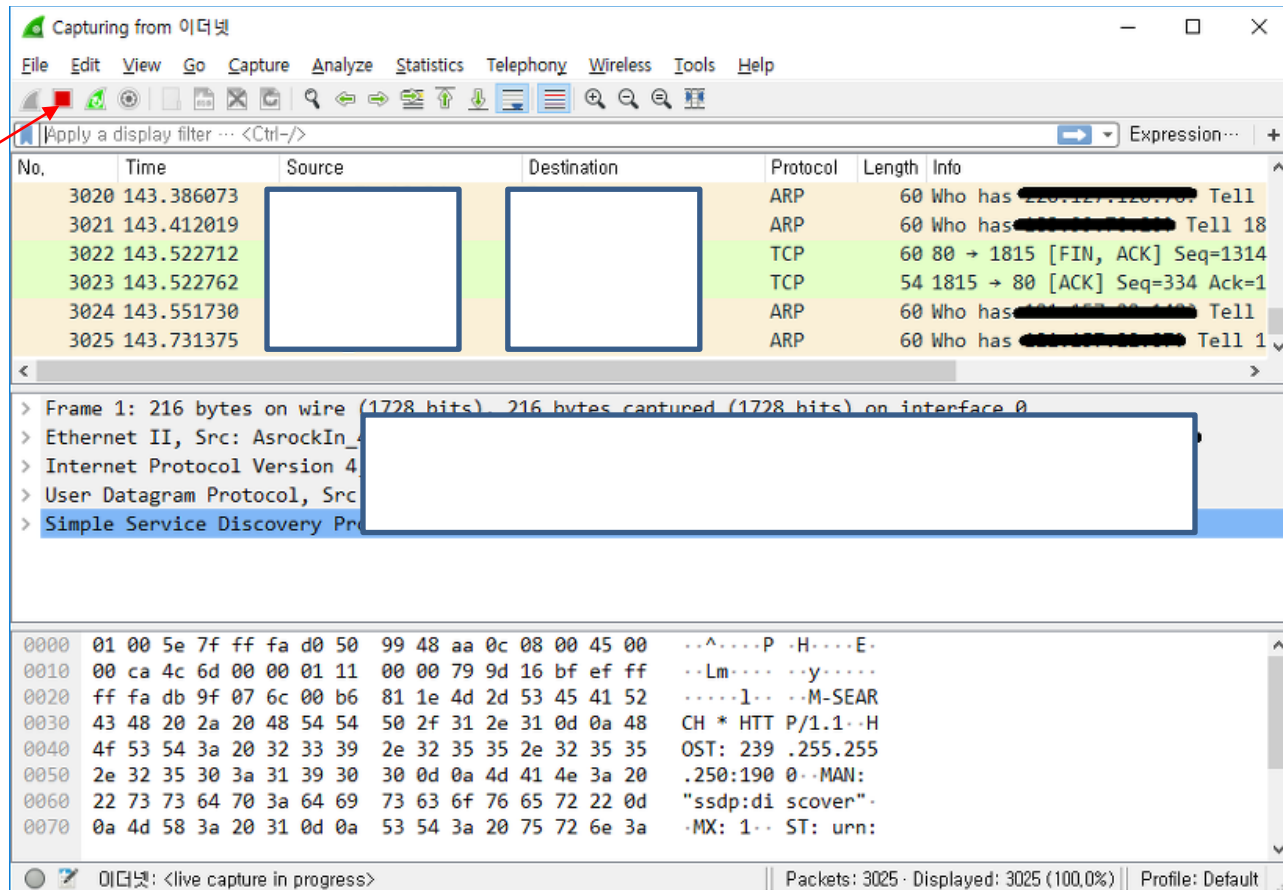 Capturing from 이더넷
File Edit View Go Capture Analyze Statistics Telephony Wireless Tools Help
Apply a display filter ··· <Ctrl-/> Expression··· +
No. Time Source Destination Protocol Length Info
3020 143.386073 ARP 60 Who has Tell
3021 143.412019 ARP 60 Who has Tell 18
3022 143.522712 TCP 60 80 → 1815 [FIN, ACK] Seq=1314
3023 143.522762 TCP 54 1815 → 80 [ACK] Seq=334 Ack=1
3024 143.551730 ARP 60 Who has Tell
3025 143.731375 ARP 60 Who has Tell 1
> Frame 1: 216 bytes on wire (1728 bits), 216 bytes captured (1728 bits) on interface 0
> Ethernet II, Src: AsrockIn_
> Internet Protocol Version 4
> User Datagram Protocol, Src
> Simple Service Discovery Pro
0000 01 00 5e 7f ff fa d0 50 99 48 aa 0c 08 00 45 00 ··^····P ·H····E·
0010 00 ca 4c 6d 00 00 01 11 00 00 79 9d 16 bf ef ff ··Lm···· ··y·····
0020 ff fa db 9f 07 6c 00 b6 81 1e 4d 2d 53 45 41 52 ·····l·· ··M-SEAR
0030 43 48 20 2a 20 48 54 54 50 2f 31 2e 31 0d 0a 48 CH * HTT P/1.1··H
0040 4f 53 54 3a 20 32 33 39 2e 32 35 35 2e 32 35 35 OST: 239 .255.255
0050 2e 32 35 30 3a 31 39 30 30 0d 0a 4d 41 4e 3a 20 .250:190 0··MAN:
0060 22 73 73 64 70 3a 64 69 73 63 6f 76 65 72 22 0d "ssdp:di scover"·
0070 0a 4d 58 3a 20 31 0d 0a 53 54 3a 20 75 72 6e 3a ·MX: 1·· ST: urn:
이더넷: <live capture in progress> Packets: 3025 · Displayed: 3025 (100,0%) Profile: Default